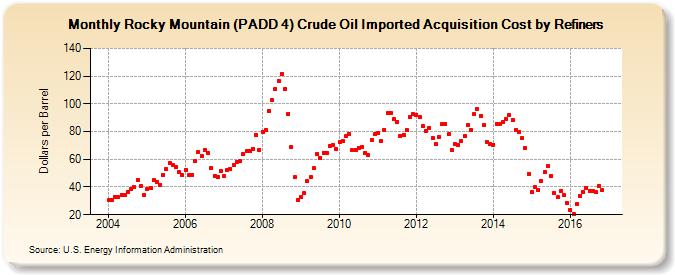 Monthly Rocky Mountain (PADD 4) Crude Oil Imported Acquisition Cost by Refiners
Dollars per Barrel
140
120
100
80
60
40
20
2004 2006 2008 2010 2012 2014 2016
Source: U.S. Energy Information Administration